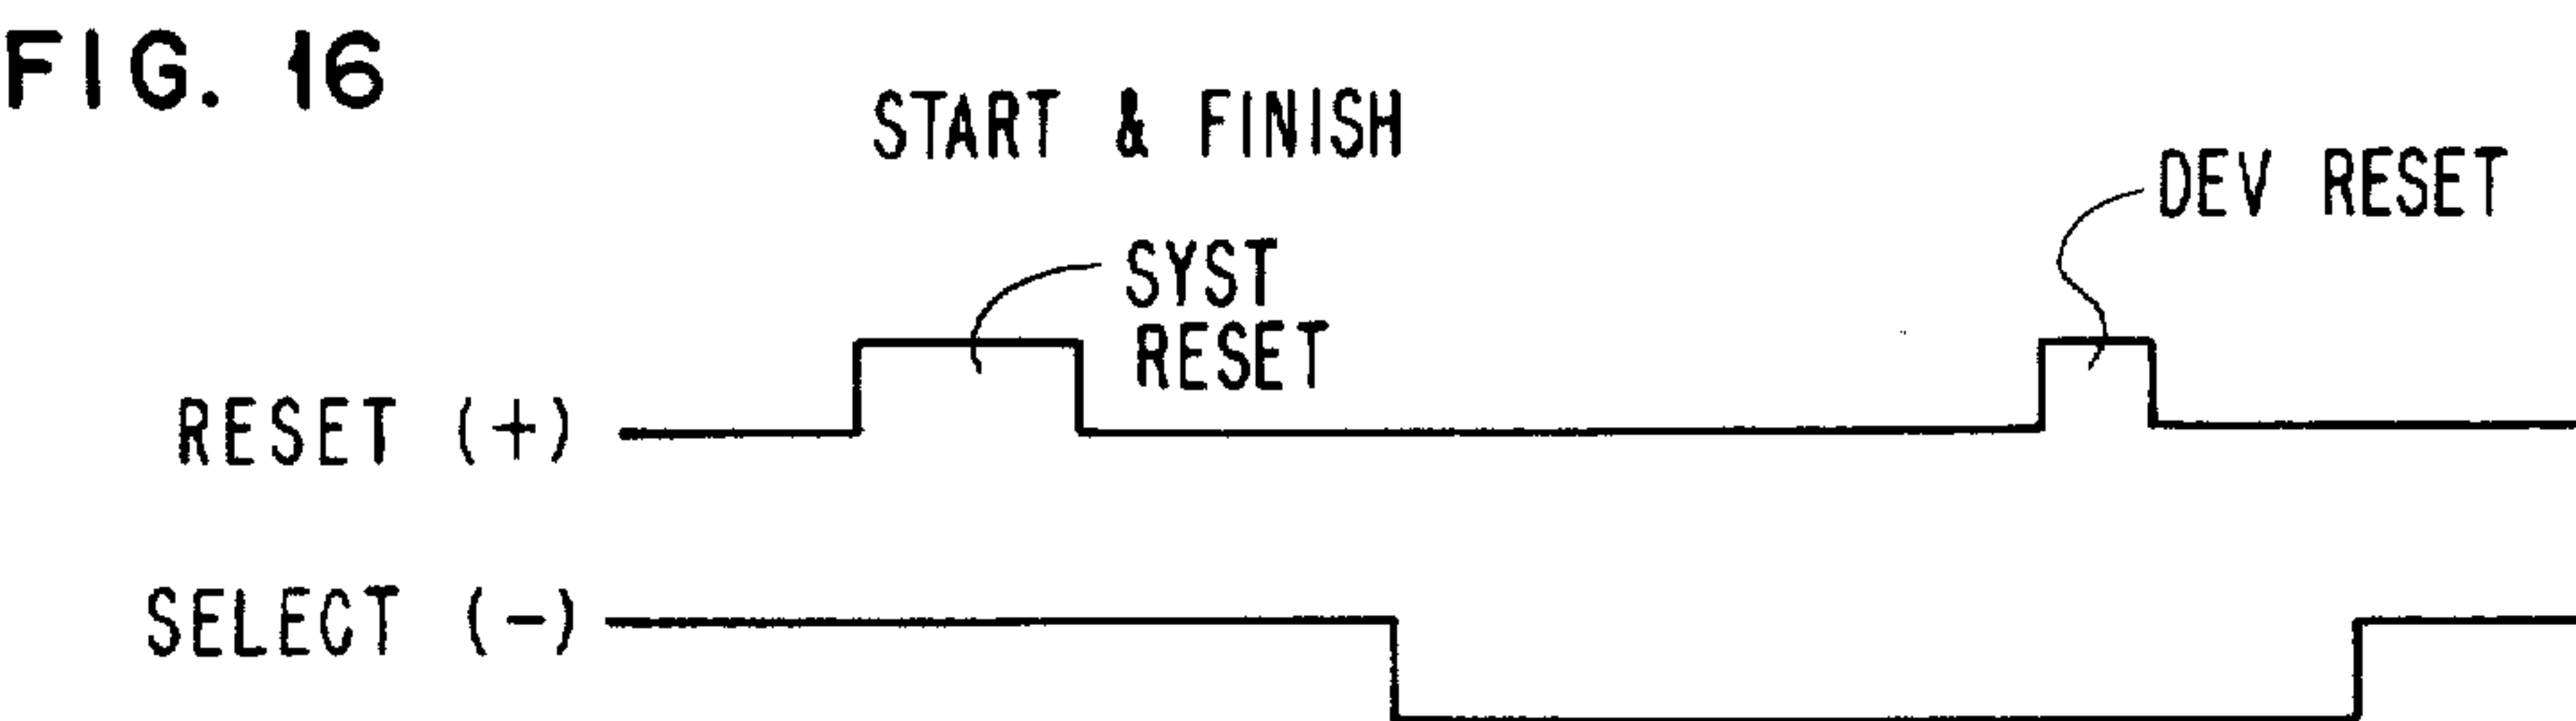 FIG. 16
START & FINISH
DEV RESET
SYST
RESET
RESET (+)
SELECT (-)